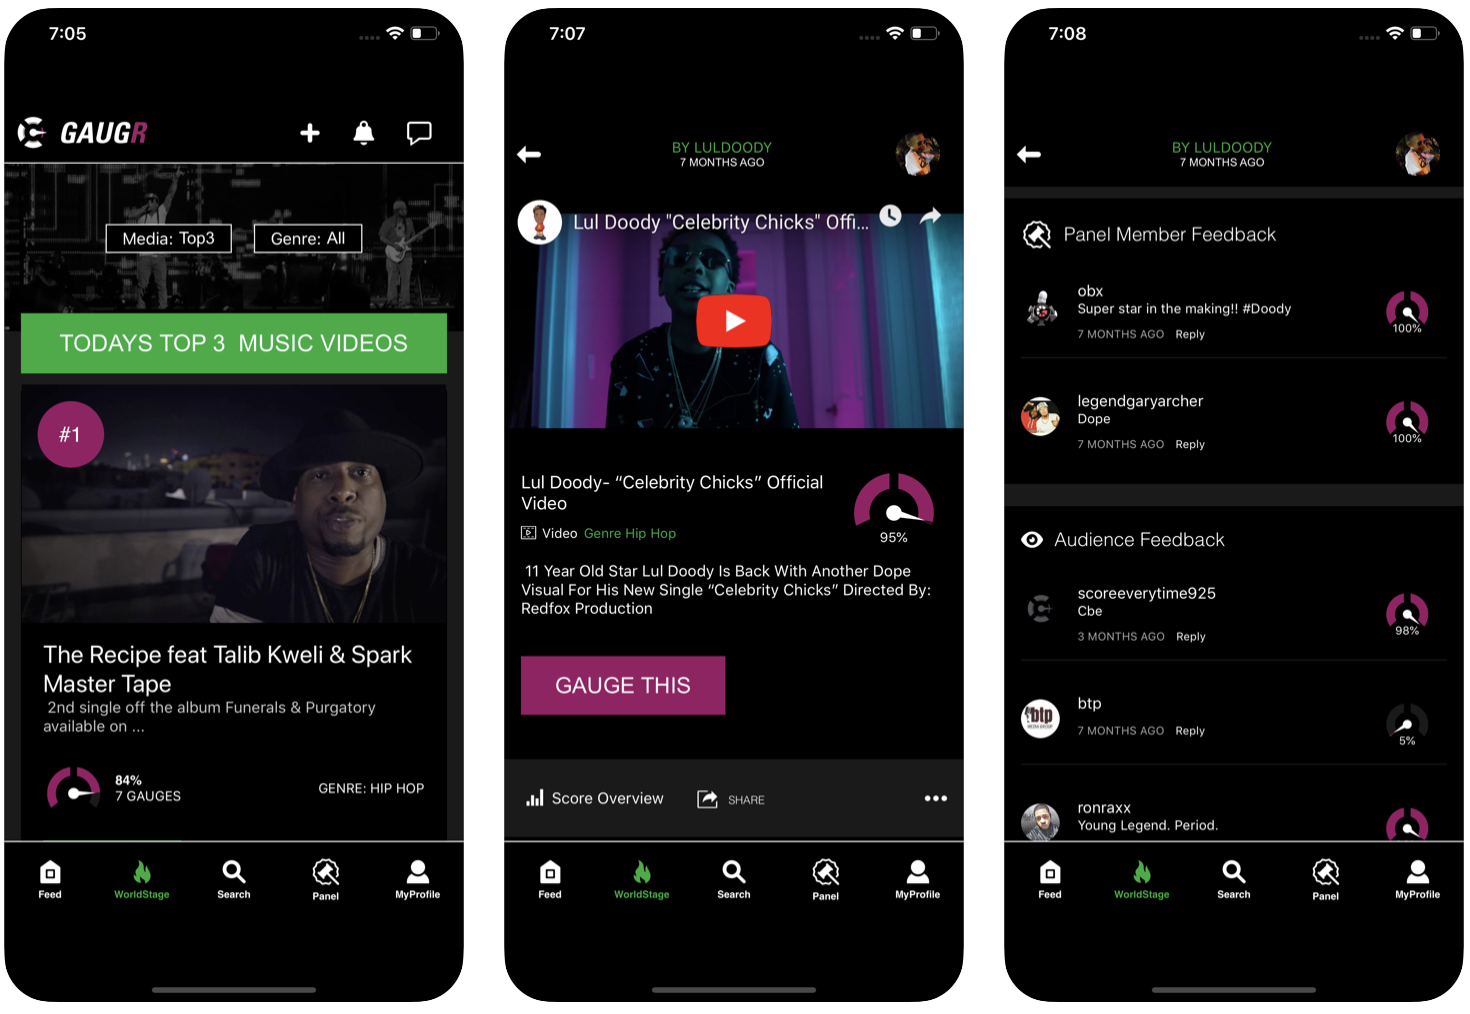 7:05
GAUGR
Media: Top3
Genre: All
TODAYS TOP 3 MUSIC VIDEOS
#1
The Recipe feat Talib Kweli & Spark
Master Tape
2nd single off the album Funerals & Purgatory
available on ...
84%
7 GAUGES
GENRE: HIP HOP
Feed
WorldStage
Search
Panel
MyProfile
7:07
BY LULDOODY
7 MONTHS AGO
Lul Doody "Celebrity Chicks" Offi...
Lul Doody- “Celebrity Chicks” Official
Video
95%
Video Genre Hip Hop
11 Year Old Star Lul Doody Is Back With Another Dope
Visual For His New Single “Celebrity Chicks” Directed By:
Redfox Production
GAUGE THIS
Score Overview
SHARE
Feed
WorldStage
Search
Panel
MyProfile
7:08
BY LULDOODY
7 MONTHS AGO
Panel Member Feedback
obx
Super star in the making!! #Doody
7 MONTHS AGO Reply
100%
legendgaryarcher
Dope
7 MONTHS AGO Reply
100%
Audience Feedback
scoreeverytime925
Cbe
3 MONTHS AGO Reply
98%
btp
btp
7 MONTHS AGO Reply
5%
ronraxx
Young Legend. Period.
Feed
WorldStage
Search
Panel
MyProfile